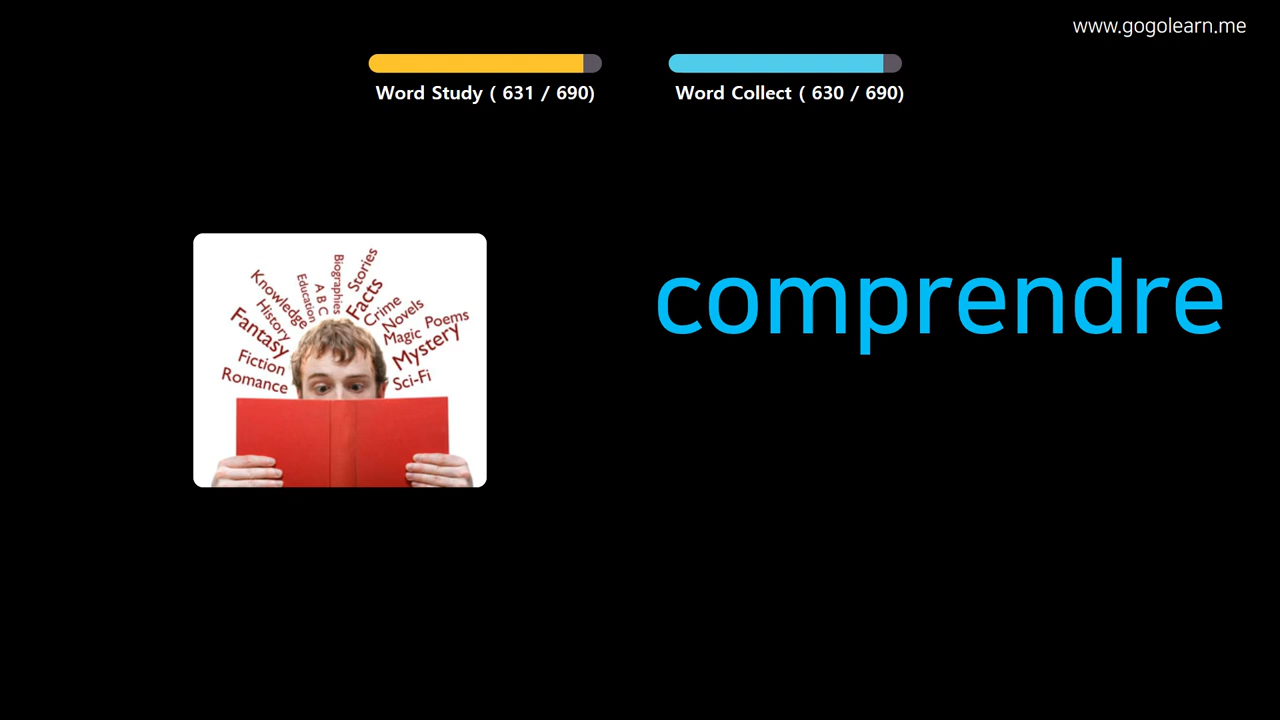 www.gogolearn.me
Word Study ( 631 / 690)
Word Collect ( 630 / 690)
comprendre
Stories
Biographies
Facts
A B C
Education
Knowledge
Crime
History
Novels
Fantasy
Poems
Magic
Mystery
Fiction
Romance
Sci-Fi